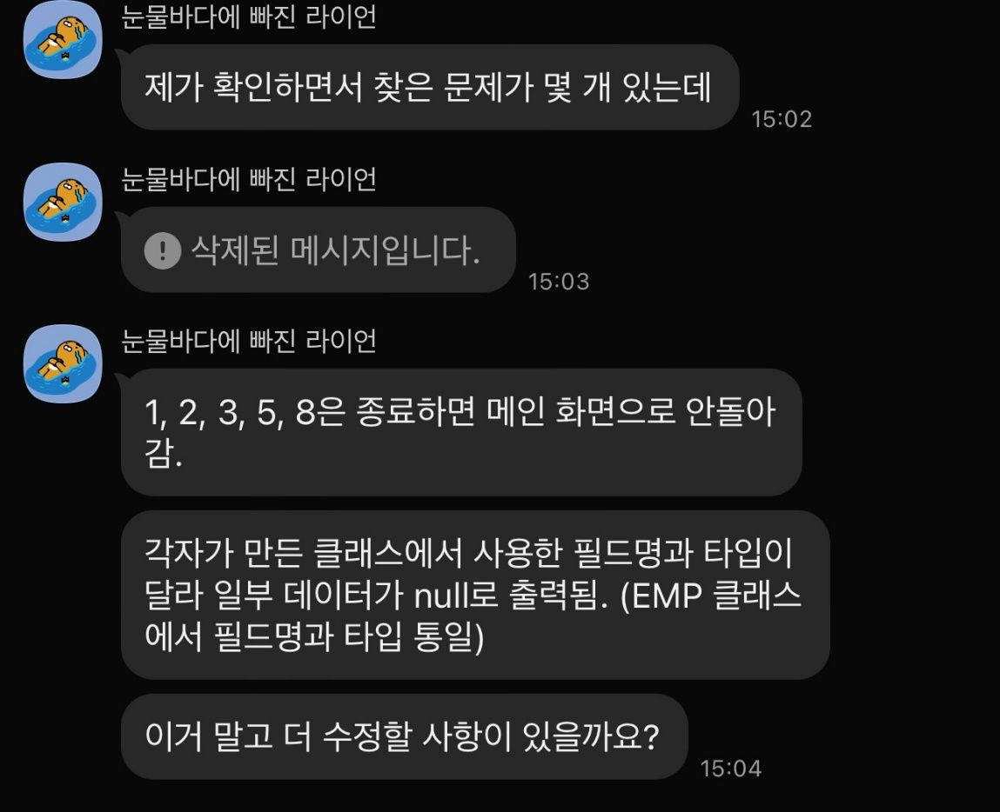 눈물바다에 빠진 라이언
제가 확인하면서 찾은 문제가 몇 개 있는데
15:02
눈물바다에 빠진 라이언
삭제된 메시지입니다.
15:03
눈물바다에 빠진 라이언
1, 2, 3, 5, 8은 종료하면 메인 화면으로 안돌아
감.
각자가 만든 클래스에서 사용한 필드명과 타입이
달라 일부 데이터가 null로 출력됨. (EMP 클래스
에서 필드명과 타입 통일)
이거 말고 더 수정할 사항이 있을까요?
15:04